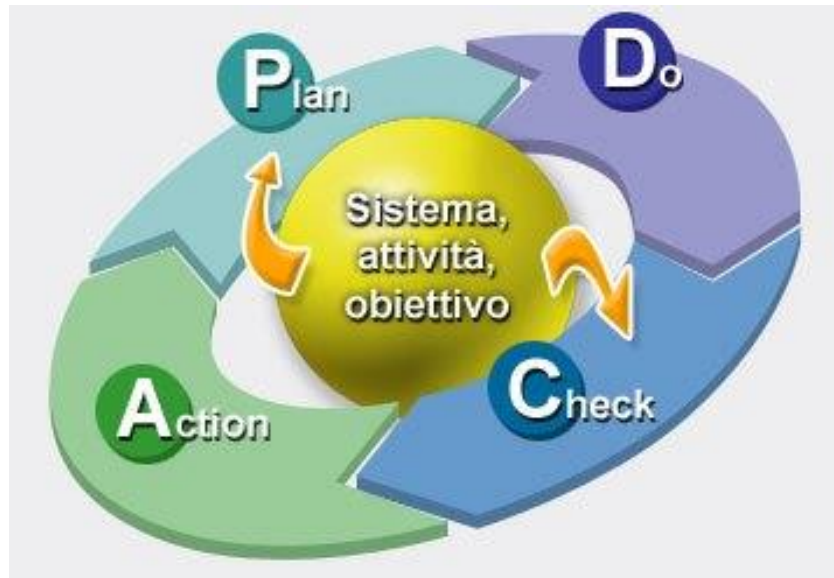 Plan
Do
Sistema,
attività,
obiettivo
Check
Action